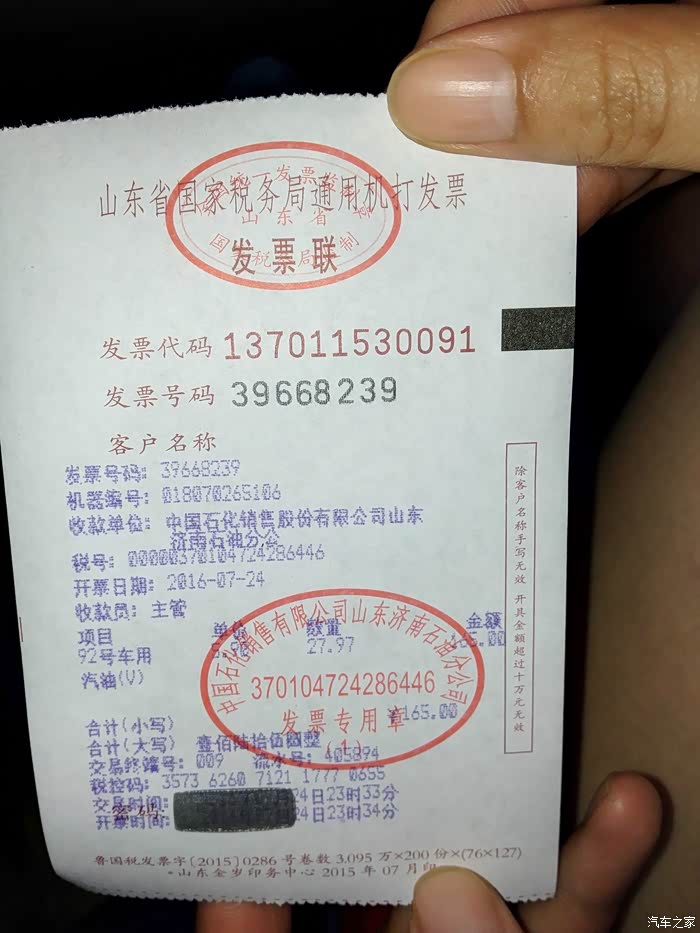 山东省国家税务局通用机打发票
发票联
发票代码 137011530091
发票号码 39668239
客户名称
发票号码: 39668239
机器编号: 018070265106
收款单位: 中国石化销售股份有限公司山东
济南石油分公
税号: 000000370104724286446
开票日期: 2016-07-24
收款员: 主管
项目 单价 数量 金额
92号车用 5.90 27.97 165.00
汽油(V)
中国石化销售有限公司山东济南石油分公司
370104724286446
发票专用章
(1)
合计(小写) 165.00
合计(大写) 壹佰陆拾伍圆整
交易终端号: 009 流水号: 405894
税控码: 3573 6260 7121 1777 0655
交易时间: 24日23时33分
开票时间: 24日23时34分
密码
除客户名称手写无效 开具金额超过十万元无效
鲁国税发票字[2015]0286号卷数3.095万×200份×(76×127)
山东金岁印务中心2015年07月印
汽车之家